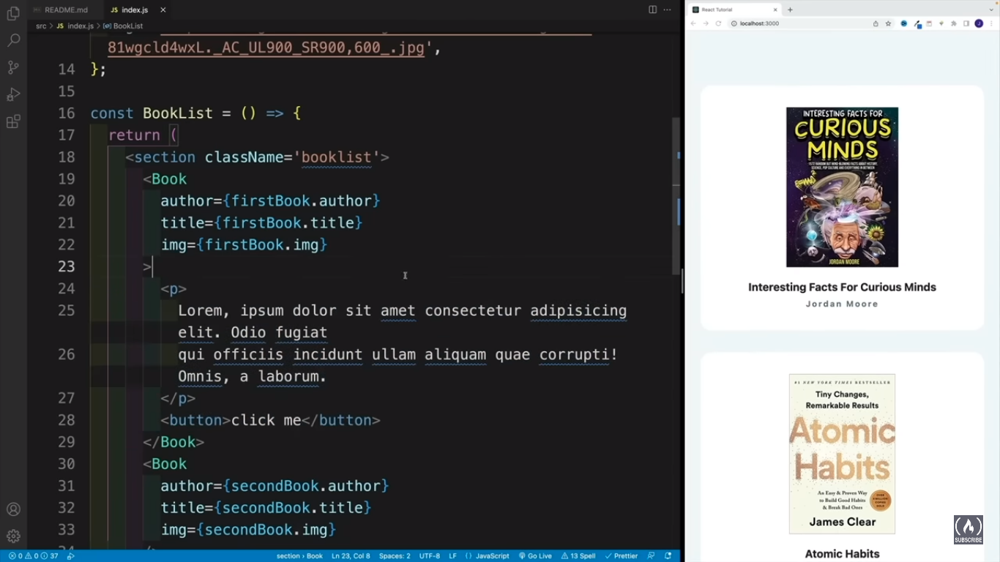 README.md
JS index.js
src > JS index.js > BookList
81wgcld4wxL._AC_UL900_SR900,600_.jpg',
14 };
15
16 const BookList = () => {
17 return (
18 <section className='booklist'>
19 <Book
20 author={firstBook.author}
21 title={firstBook.title}
22 img={firstBook.img}
23 >
24 <p>
25 Lorem, ipsum dolor sit amet consectetur adipisicing
elit. Odio fugiat
26 qui officiis incidunt ullam aliquam quae corrupti!
Omnis, a laborum.
27 </p>
28 <button>click me</button>
29 </Book>
30 <Book
31 author={secondBook.author}
32 title={secondBook.title}
33 img={secondBook.img}
0 0 37
section > Book
Ln 23, Col 8
Spaces: 2
UTF-8
LF
JavaScript
Go Live
13 Spell
Prettier
React Tutorial
localhost:3000
J
INTERESTING FACTS FOR
CURIOUS
MINDS
JORDAN MOORE
Interesting Facts For Curious Minds
Jordan Moore
#1 NEW YORK TIMES BESTSELLER
Tiny Changes,
Remarkable Results
Atomic
Habits
An Easy & Proven Way
to Build Good Habits
& Break Bad Ones
James Clear
Atomic Habits
SUBSCRIBE